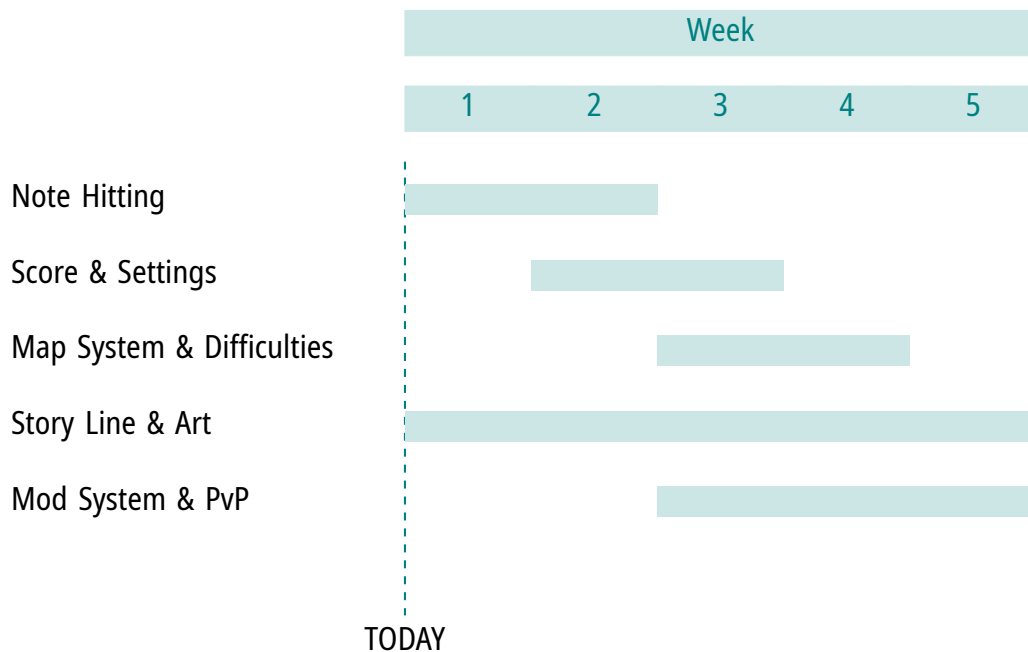 Week
1 2 3 4 5
Note Hitting
Score & Settings
Map System & Difficulties
Story Line & Art
Mod System & PvP
TODAY